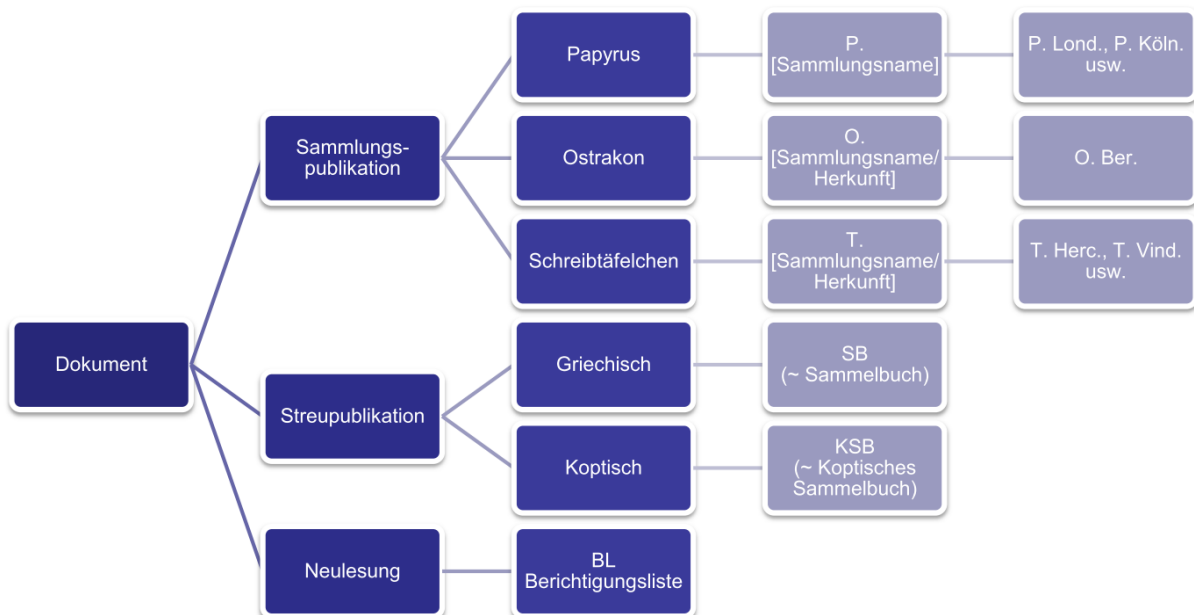 Papyrus
P.
[Sammlungsname]
P. Lond., P. Köln.
usw.
Sammlungs-
publikation
Ostrakon
O.
[Sammlungsname/
Herkunft]
O. Ber.
Schreibtäfelchen
T.
[Sammlungsname/
Herkunft]
T. Herc., T. Vind.
usw.
Dokument
Griechisch
SB
(~ Sammelbuch)
Streupublikation
Koptisch
KSB
(~ Koptisches
Sammelbuch)
Neulesung
BL
Berichtigungsliste